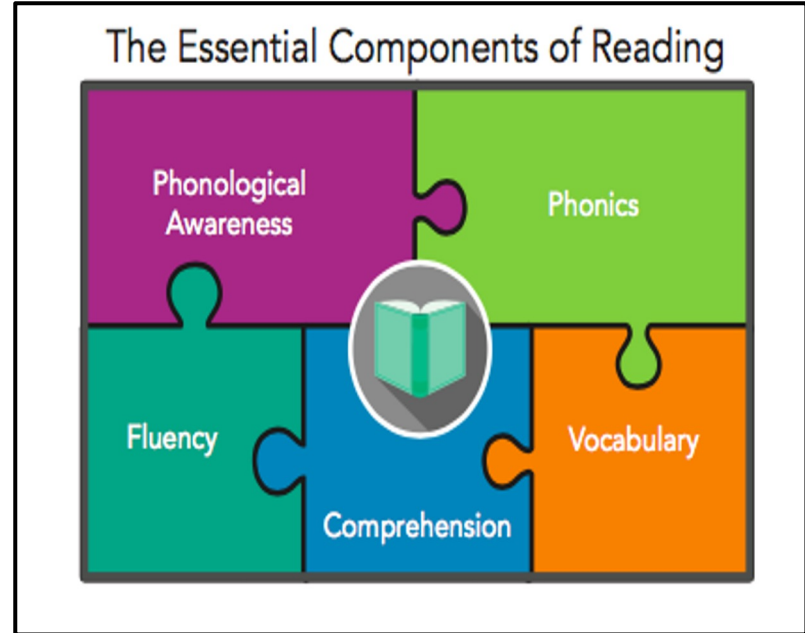 The Essential Components of Reading
Phonological
Awareness
Phonics
Fluency
Comprehension
Vocabulary